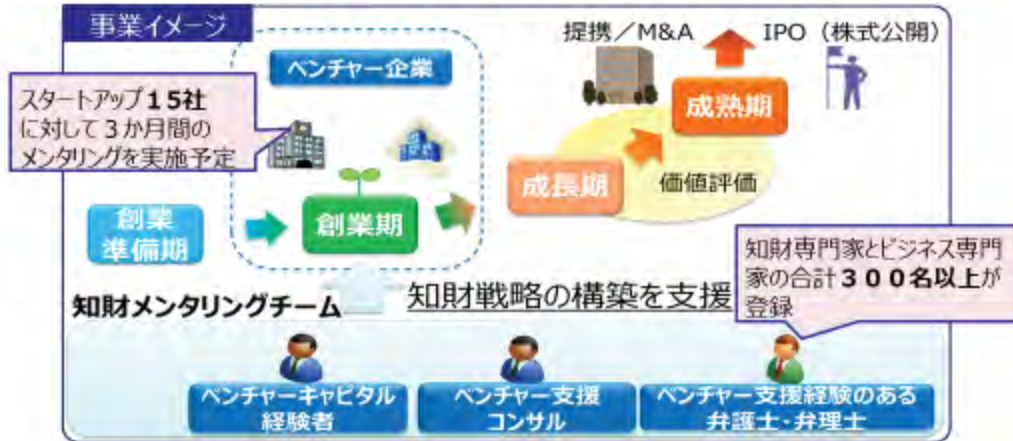 事業イメージ
提携／M&A
IPO（株式公開）
ベンチャー企業
スタートアップ１５社
に対して３か月間の
メンタリングを実施予定
成熟期
成長期
価値評価
創業
準備期
創業期
知財専門家とビジネス専門
家の合計３００名以上が
登録
知財メンタリングチーム
知財戦略の構築を支援
ベンチャーキャピタル
経験者
ベンチャー支援
コンサル
ベンチャー支援経験のある
弁護士・弁理士